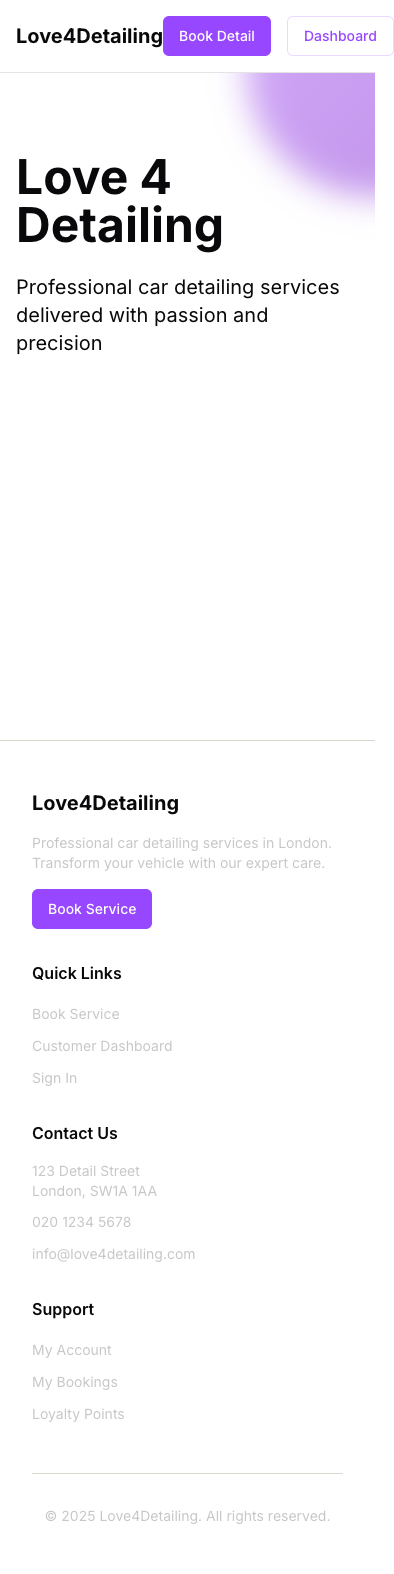 Love4Detailing
Book Detail
Dashboard
Love 4
Detailing
Professional car detailing services
delivered with passion and
precision
Love4Detailing
Professional car detailing services in London.
Transform your vehicle with our expert care.
Book Service
Quick Links
Book Service
Customer Dashboard
Sign In
Contact Us
123 Detail Street
London, SW1A 1AA
020 1234 5678
info@love4detailing.com
Support
My Account
My Bookings
Loyalty Points
© 2025 Love4Detailing. All rights reserved.